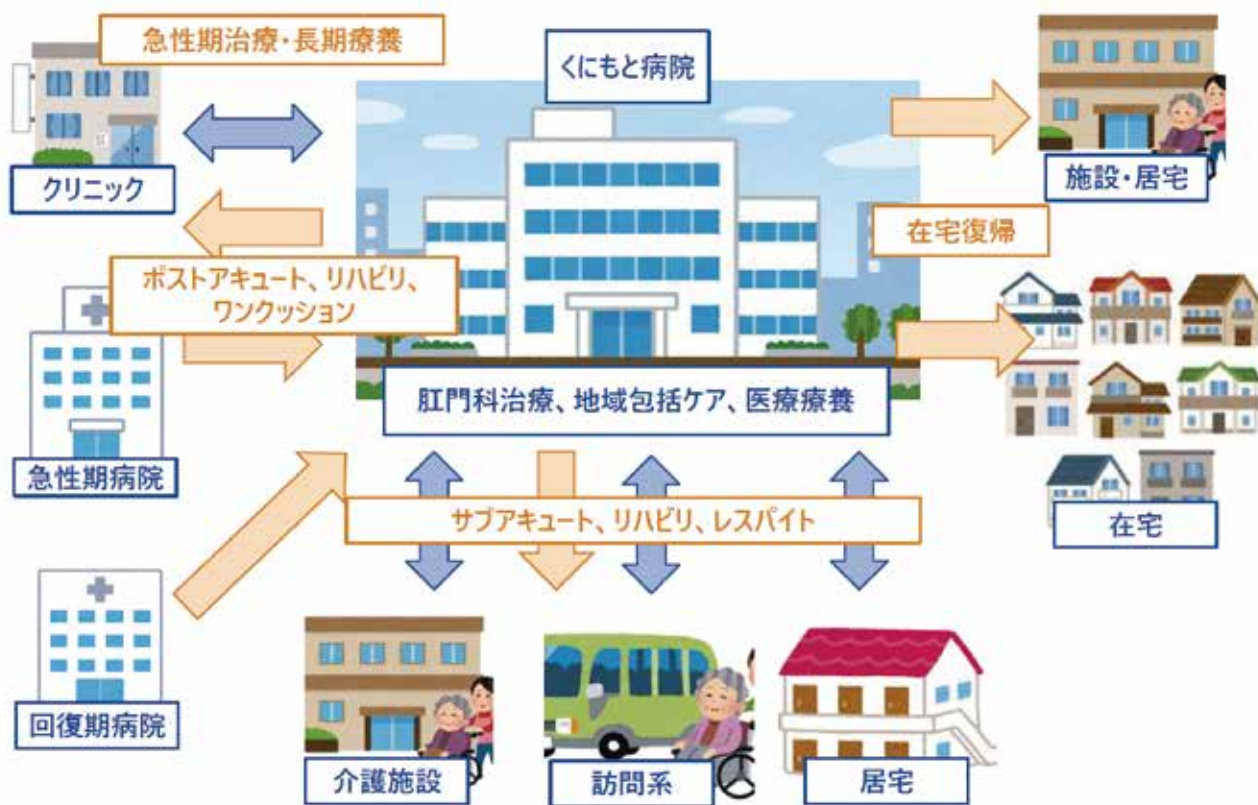 急性期治療・長期療養
くにもと病院
クリニック
施設・居宅
在宅復帰
ポストアキュート、リハビリ、
ワンクッション
肛門科治療、地域包括ケア、医療療養
急性期病院
サブアキュート、リハビリ、レスパイト
在宅
回復期病院
介護施設
訪問系
居宅